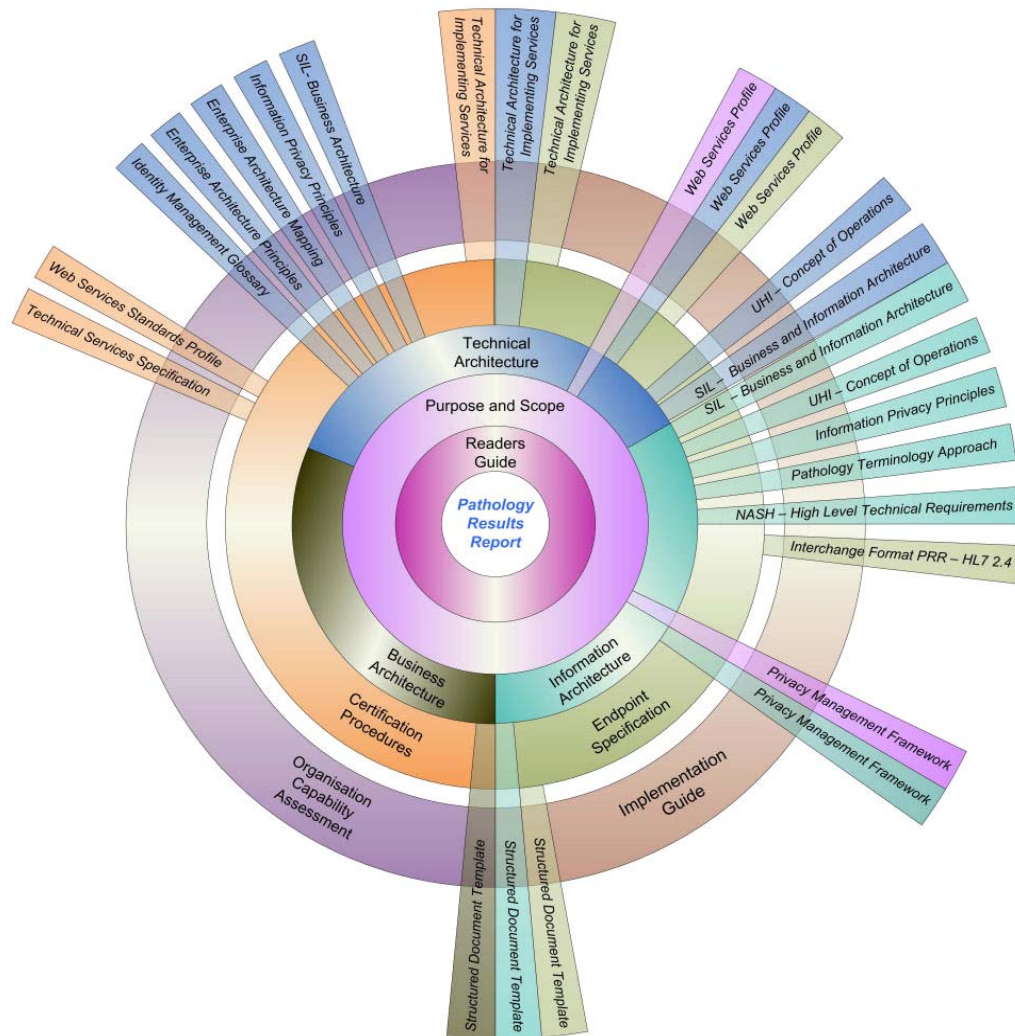 Technical Architecture for
Implementing Services
Technical Architecture for
Implementing Services
Technical Architecture for
Implementing Services
SIL- Business Architecture
Information Privacy Principles
Enterprise Architecture Mapping
Enterprise Architecture Principles
Identity Management Glossary
Web Services Standards Profile
Technical Services Specification
Web Services Profile
Web Services Profile
Web Services Profile
UHI – Concept of Operations
SIL – Business and Information Architecture
SIL – Business and Information Architecture
UHI – Concept of Operations
Information Privacy Principles
Pathology Terminology Approach
NASH – High Level Technical Requirements
Interchange Format PRR – HL7 2.4
Privacy Management Framework
Privacy Management Framework
Technical
Architecture
Purpose and Scope
Readers
Guide
Pathology
Results
Report
Business
Architecture
Information
Architecture
Certification
Procedures
Endpoint
Specification
Organisation
Capability
Assessment
Implementation
Guide
Structured Document Template
Structured Document Template
Structured Document Template